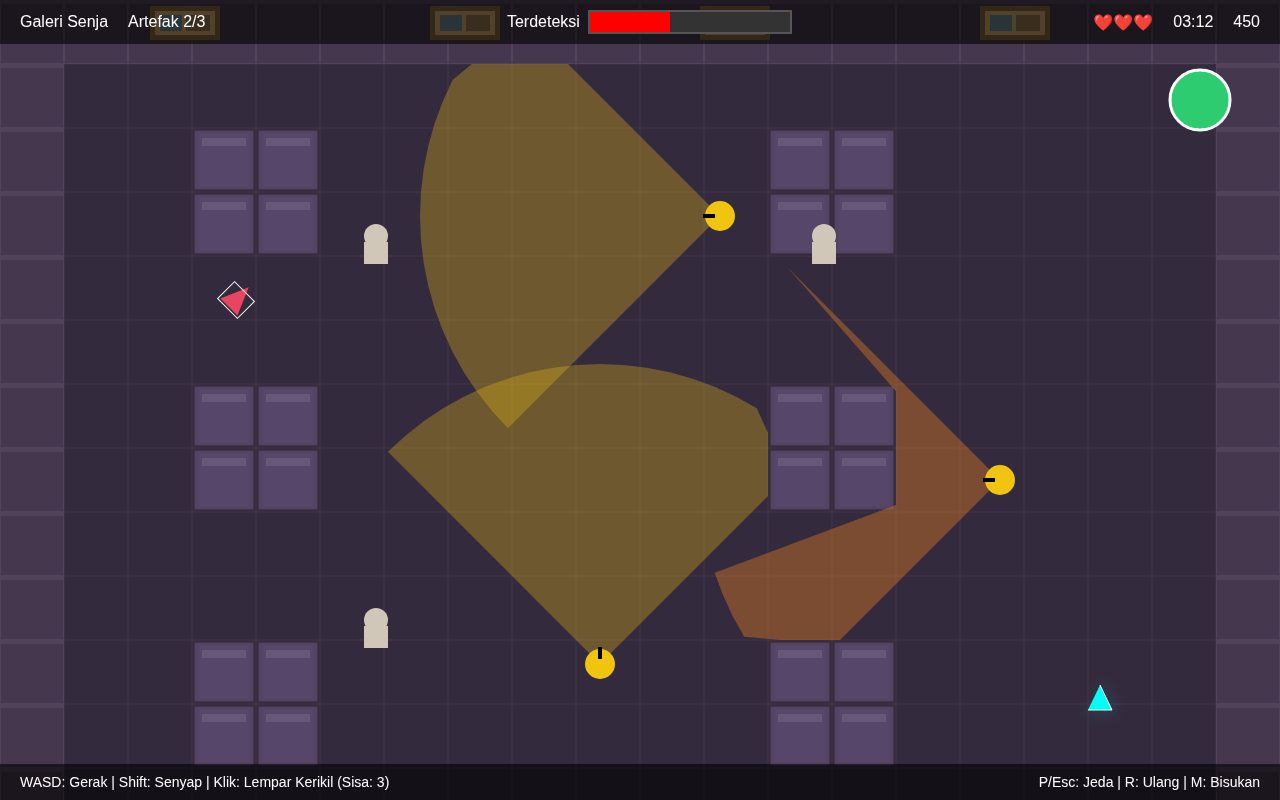 Galeri Senja Artefak 2/3 Terdeteksi ❤️❤️❤️ 03:12 450
WASD: Gerak | Shift: Senyap | Klik: Lempar Kerikil (Sisa: 3) P/Esc: Jeda | R: Ulang | M: Bisukan